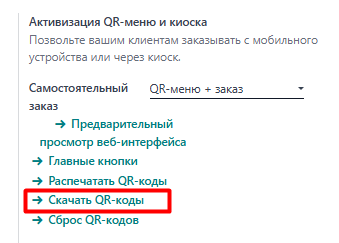 Активизация QR-меню и киоска
Позвольте вашим клиентам заказывать с мобильного
устройства или через киоск.
Самостоятельный
заказ
QR-меню + заказ
→ Предварительный
просмотр веб-интерфейса
→ Главные кнопки
→ Распечатать QR-коды
→ Скачать QR-коды
→ Сброс QR-кодов